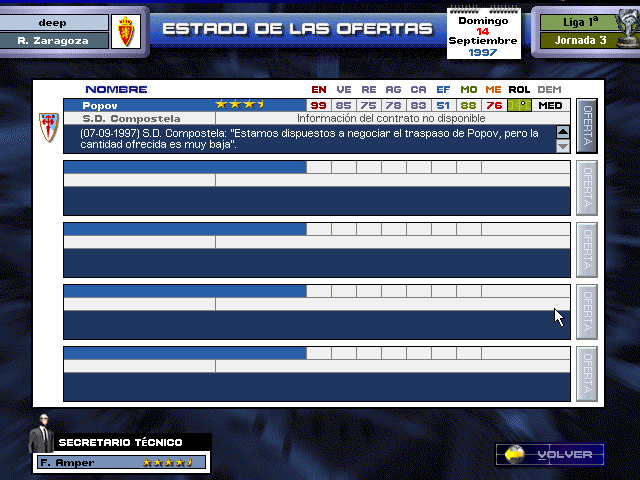 deep
R. Zaragoza
ESTADO DE LAS OFERTAS
Domingo
14
Septiembre
1997
Liga 1ª
Jornada 3
NOMBRE EN VE RE AG CA EF MO ME ROL DEM
Popov 99 85 75 78 83 51 88 76 MED
S.D. Compostela Información del contrato no disponible
(07-09-1997) S.D. Compostela: "Estamos dispuestos a negociar el traspaso de Popov, pero la
cantidad ofrecida es muy baja".
OFERTA
OFERTA
OFERTA
OFERTA
OFERTA
SECRETARIO TÉCNICO
F. Amper
VOLVER